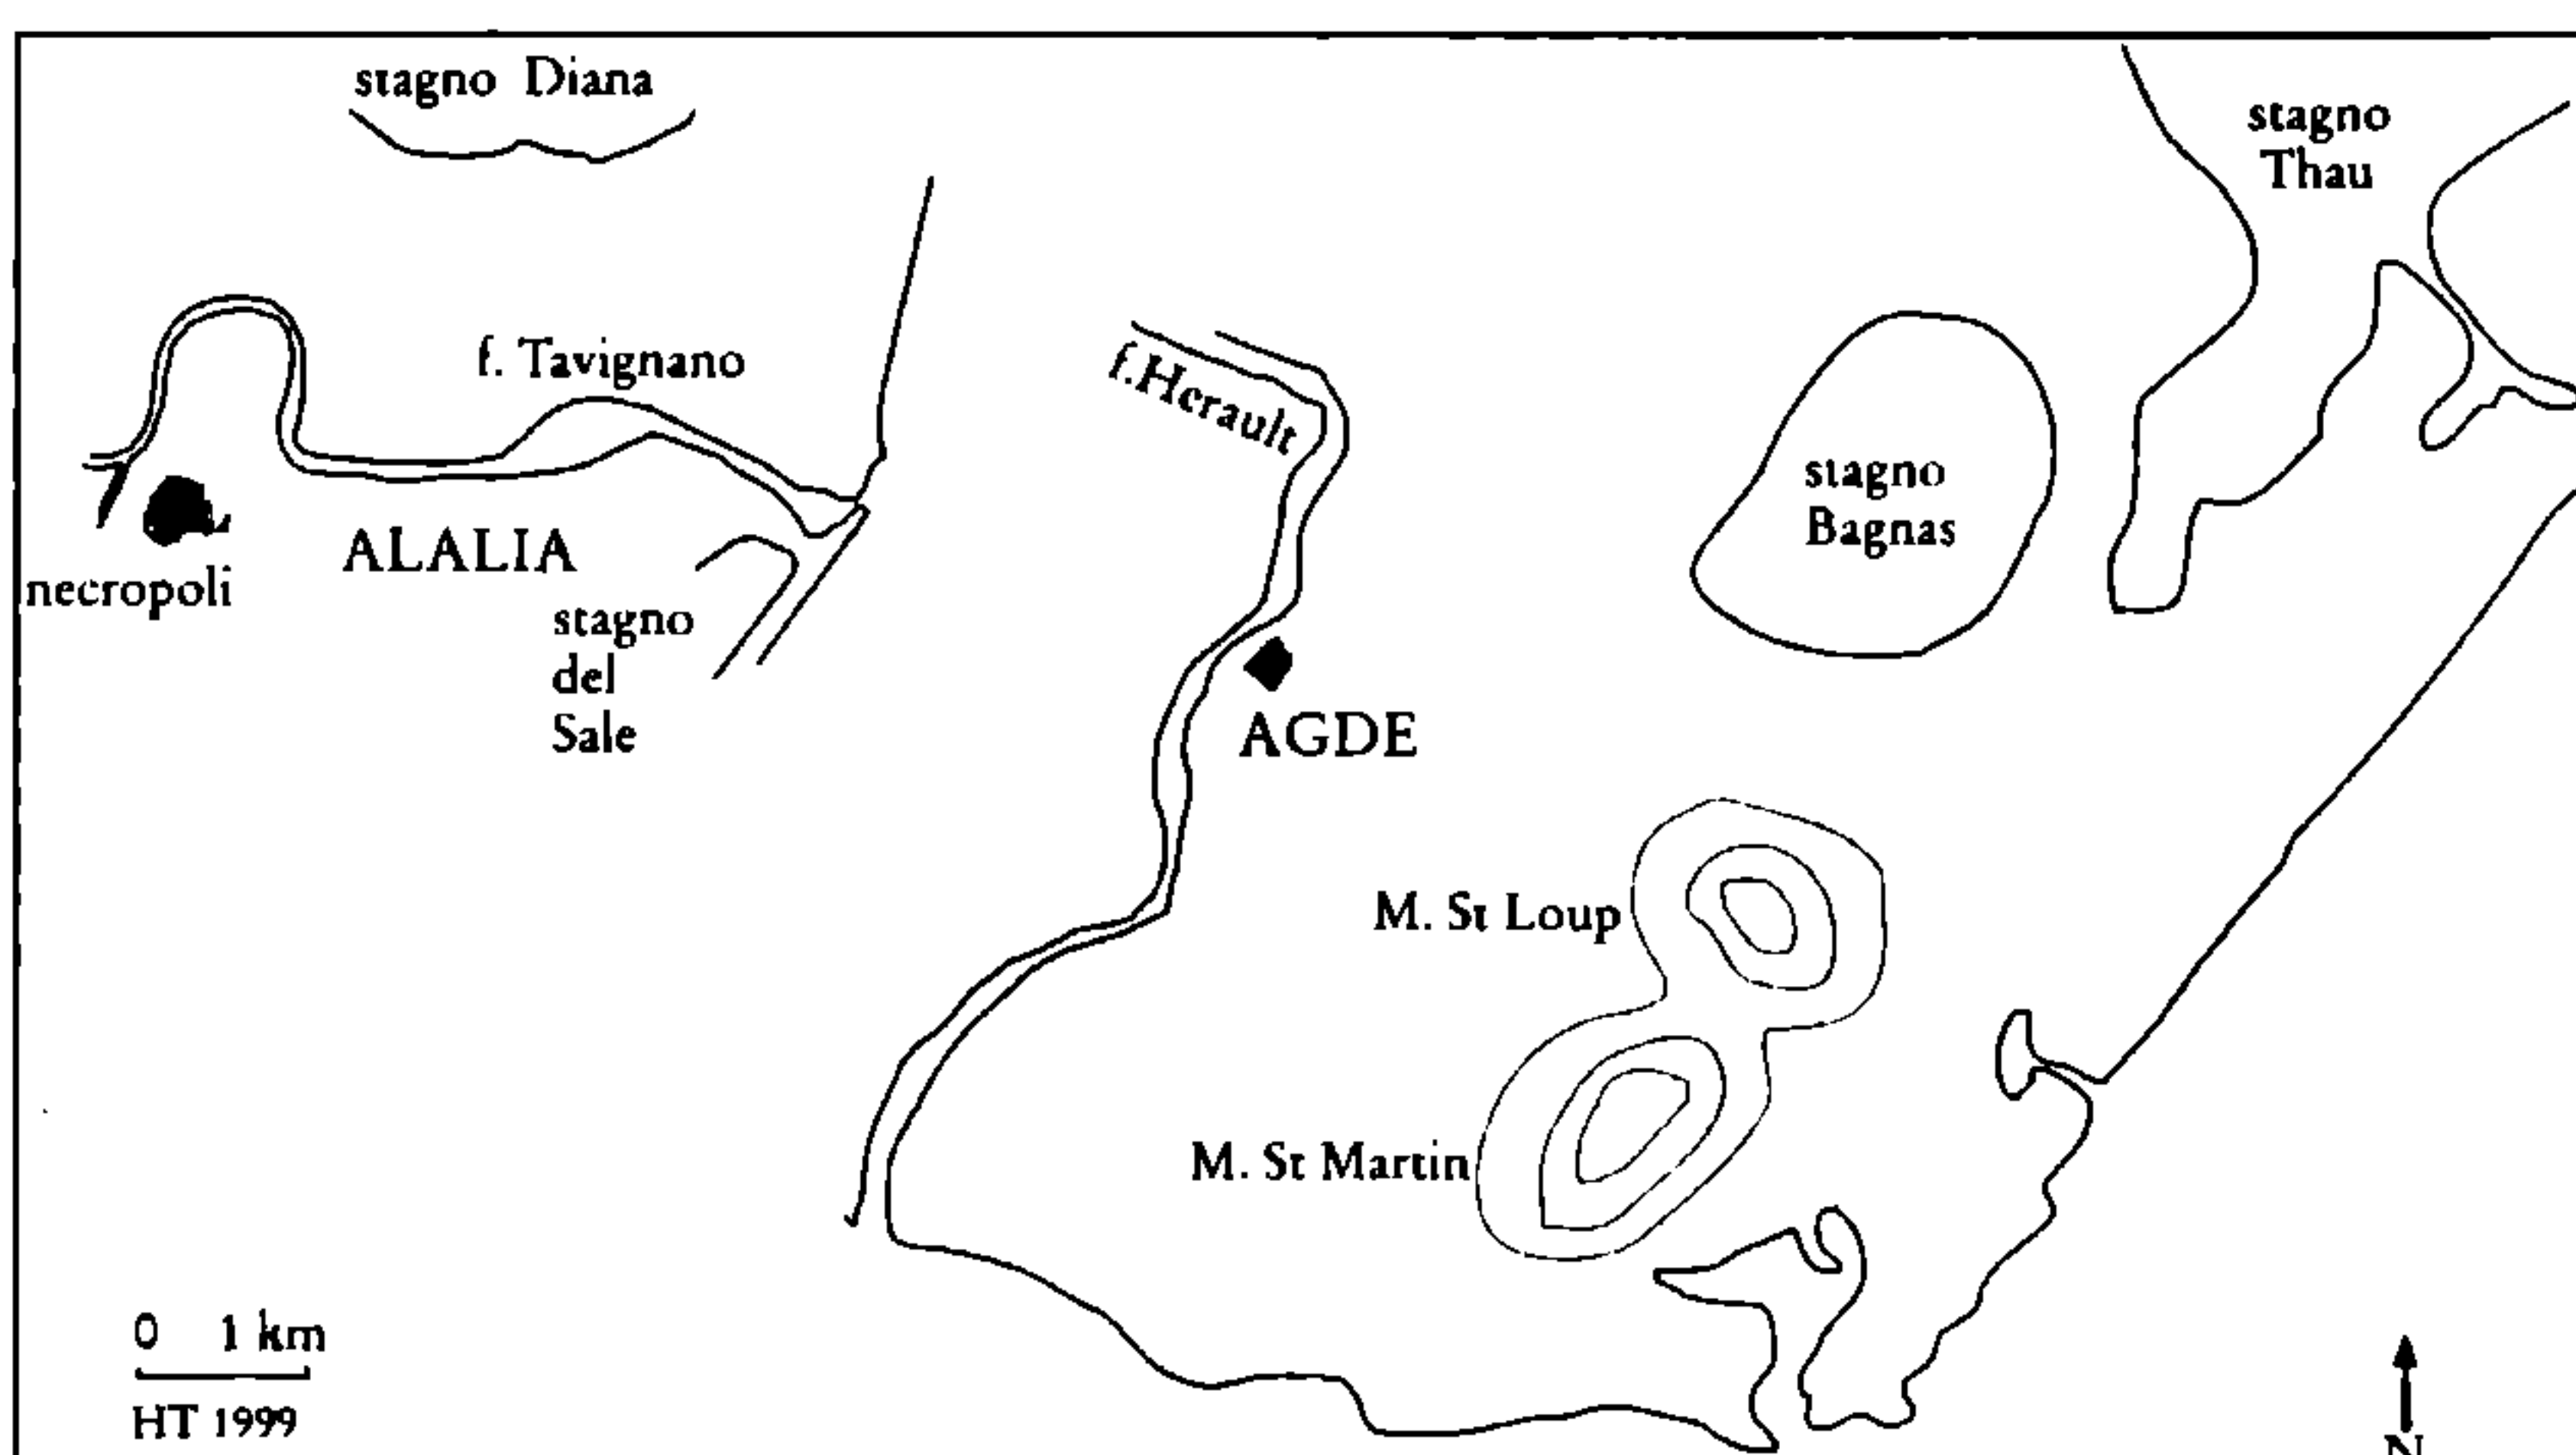 stagno Diana
stagno
Thau
f. Tavignano
f. Herault
stagno
Bagnas
ALALIA
necropoli
stagno
del
Sale
AGDE
M. St Loup
M. St Martin
0 1 km
HT 1999
N